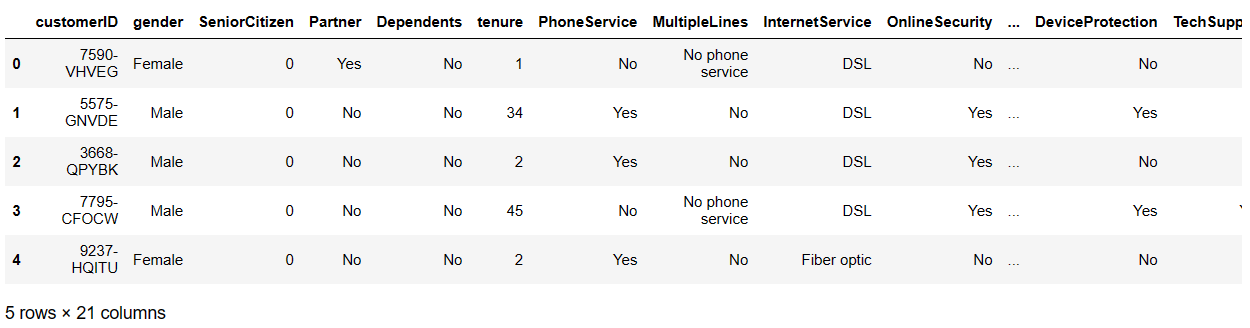 customerID gender SeniorCitizen Partner Dependents tenure PhoneService MultipleLines InternetService OnlineSecurity ... DeviceProtection TechSupp
0 7590-VHVEG Female 0 Yes No 1 No No phone service DSL No ... No
1 5575-GNVDE Male 0 No No 34 Yes No DSL Yes ... Yes
2 3668-QPYBK Male 0 No No 2 Yes No DSL Yes ... No
3 7795-CFOCW Male 0 No No 45 No No phone service DSL Yes ... Yes
4 9237-HQITU Female 0 No No 2 Yes No Fiber optic No ... No
5 rows × 21 columns